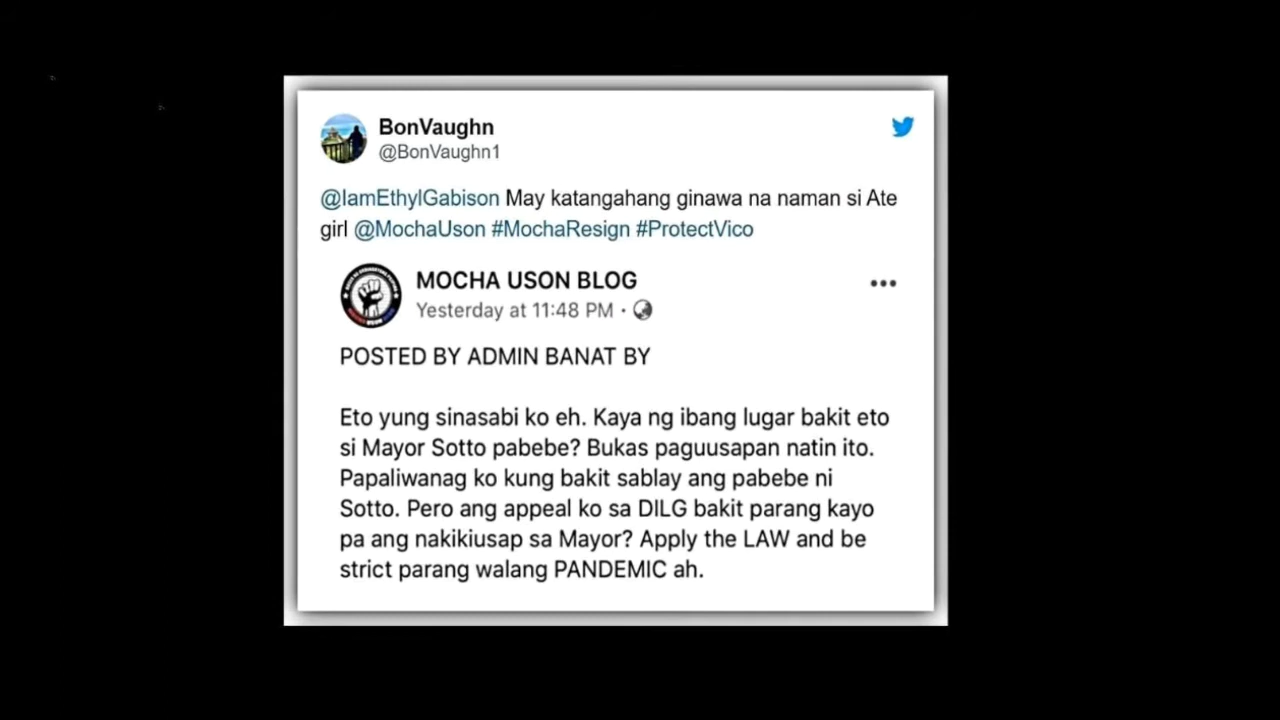 BonVaughn
@BonVaughn1
@IamEthylGabison May katangahang ginawa na naman si Ate
girl @MochaUson #MochaResign #ProtectVico
MOCHA USON BLOG
Yesterday at 11:48 PM ·
POSTED BY ADMIN BANAT BY
Eto yung sinasabi ko eh. Kaya ng ibang lugar bakit eto
si Mayor Sotto pabebe? Bukas paguusapan natin ito.
Papaliwanag ko kung bakit sablay ang pabebe ni
Sotto. Pero ang appeal ko sa DILG bakit parang kayo
pa ang nakikiusap sa Mayor? Apply the LAW and be
strict parang walang PANDEMIC ah.